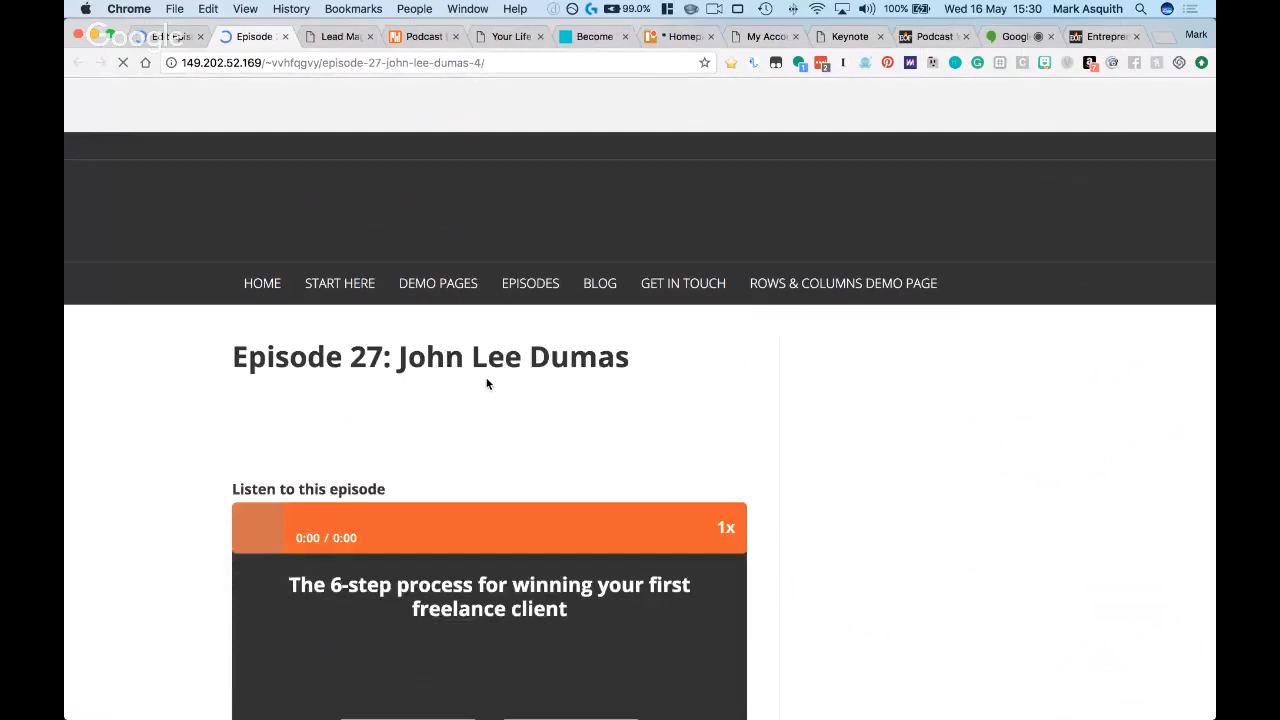 Chrome File Edit View History Bookmarks People Window Help 99.0% 100% Wed 16 May 15:30 Mark Asquith
Google
Edit Epis Episode Lead Ma Podcast Your Life Become * Homep My Acco Keynote Podcast Googl Entrepre Mark
149.202.52.169/~vvhfqgvy/episode-27-john-lee-dumas-4/
HOME START HERE DEMO PAGES EPISODES BLOG GET IN TOUCH ROWS & COLUMNS DEMO PAGE
Episode 27: John Lee Dumas
Listen to this episode
0:00 / 0:00
1x
The 6-step process for winning your first
freelance client